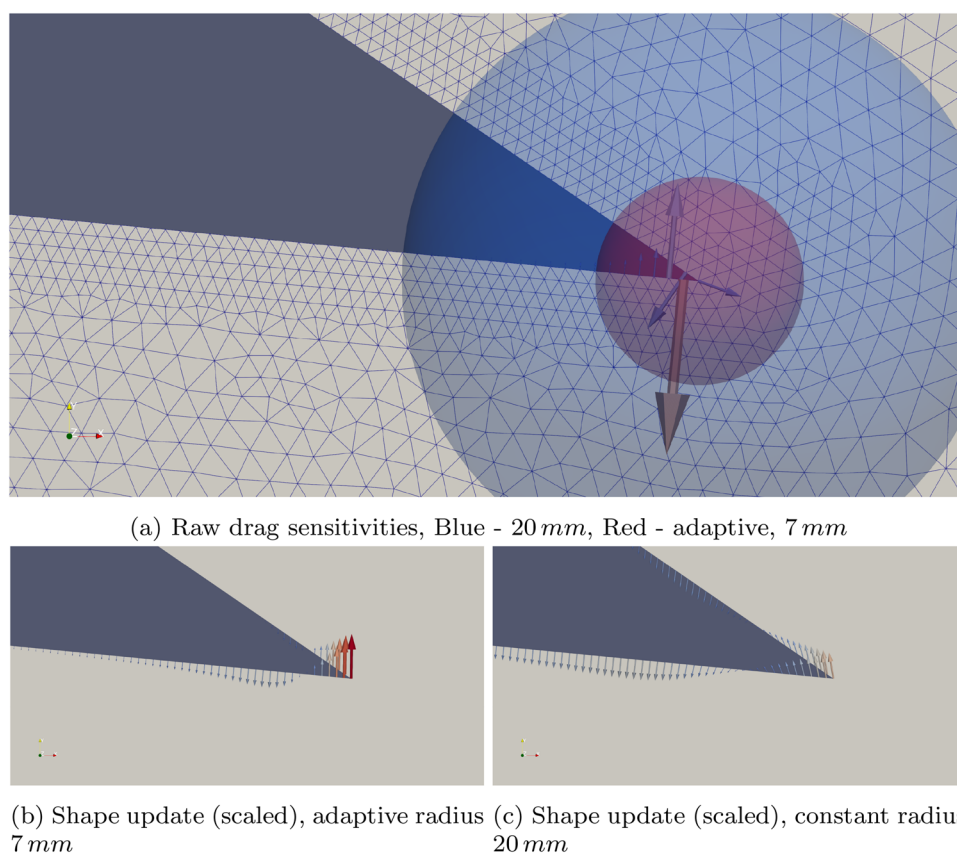 (a) Raw drag sensitivities, Blue - 20 mm, Red - adaptive, 7 mm
(b) Shape update (scaled), adaptive radius
7 mm
(c) Shape update (scaled), constant radiu
20 mm